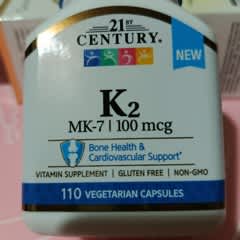 21ST
CENTURY®
NEW
K2
MK-7 | 100 mcg
Bone Health &
Cardiovascular Support*
VITAMIN SUPPLEMENT | GLUTEN FREE | NON-GMO
110 VEGETARIAN CAPSULES